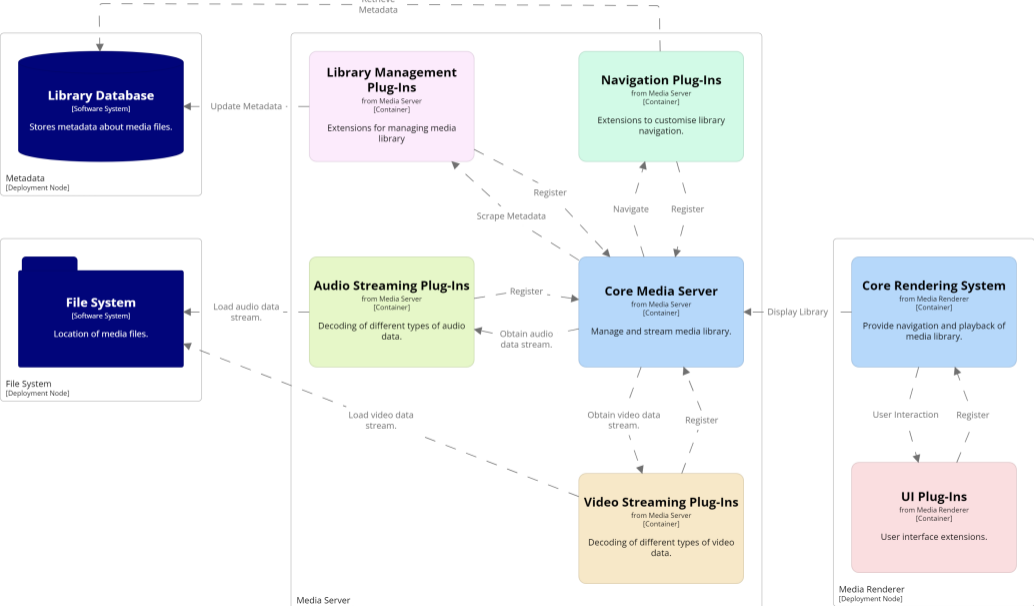 Retrieve
Metadata
Library Database
[Software System]
Stores metadata about media files.
Metadata
[Deployment Node]
Update Metadata
Library Management
Plug-Ins
from Media Server
[Container]
Extensions for managing media
library
Navigation Plug-Ins
from Media Server
[Container]
Extensions to customise library
navigation.
Register
Scrape Metadata
Navigate
Register
File System
[Software System]
Location of media files.
File System
[Deployment Node]
Load audio data
stream.
Audio Streaming Plug-Ins
from Media Server
[Container]
Decoding of different types of audio
data.
Register
Obtain audio
data stream.
Core Media Server
from Media Server
[Container]
Manage and stream media library.
Display Library
Core Rendering System
from Media Renderer
[Container]
Provide navigation and playback of
media library.
Load video data
stream.
Obtain video data
stream.
Register
User Interaction
Register
Video Streaming Plug-Ins
from Media Server
[Container]
Decoding of different types of video
data.
UI Plug-Ins
from Media Renderer
[Container]
User interface extensions.
Media Server
Media Renderer
[Deployment Node]